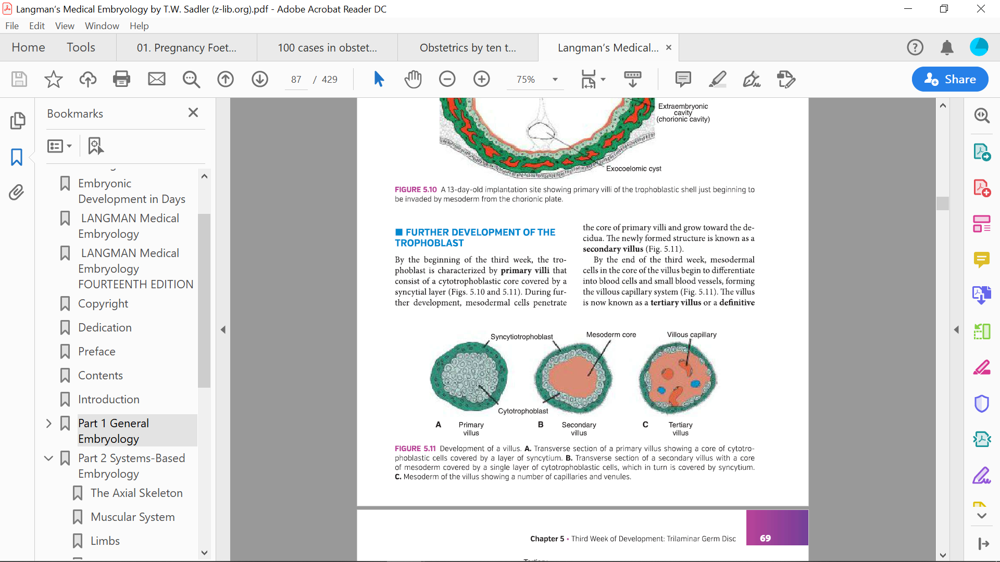 Langman's Medical Embryology by T.W. Sadler (z-lib.org).pdf - Adobe Acrobat Reader DC
File Edit View Window Help
Home Tools 01. Pregnancy Foet... 100 cases in obstet... Obstetrics by ten t... Langman's Medical... ×
87 / 429 75% Share
Bookmarks
Embryonic
Development in Days
LANGMAN Medical
Embryology
LANGMAN Medical
Embryology
FOURTEENTH EDITION
Copyright
Dedication
Preface
Contents
Introduction
Part 1 General
Embryology
Part 2 Systems-Based
Embryology
The Axial Skeleton
Muscular System
Limbs
Extraembryonic
cavity
(chorionic cavity)
Exocoelomic cyst
FIGURE 5.10 A 13-day-old implantation site showing primary villi of the trophoblastic shell just beginning to
be invaded by mesoderm from the chorionic plate.
FURTHER DEVELOPMENT OF THE
TROPHOBLAST
By the beginning of the third week, the tro-
phoblast is characterized by primary villi that
consist of a cytotrophoblastic core covered by a
syncytial layer (Figs. 5.10 and 5.11). During fur-
ther development, mesodermal cells penetrate
the core of primary villi and grow toward the de-
cidua. The newly formed structure is known as a
secondary villus (Fig. 5.11).
By the end of the third week, mesodermal
cells in the core of the villus begin to differentiate
into blood cells and small blood vessels, forming
the villous capillary system (Fig. 5.11). The villus
is now known as a tertiary villus or a definitive
Syncytiotrophoblast Mesoderm core Villous capillary
Cytotrophoblast
A Primary villus
B Secondary villus
C Tertiary villus
FIGURE 5.11 Development of a villus. A. Transverse section of a primary villus showing a core of cytotro-
phoblastic cells covered by a layer of syncytium. B. Transverse section of a secondary villus with a core
of mesoderm covered by a single layer of cytotrophoblastic cells, which in turn is covered by syncytium.
C. Mesoderm of the villus showing a number of capillaries and venules.
Chapter 5 • Third Week of Development: Trilaminar Germ Disc 69